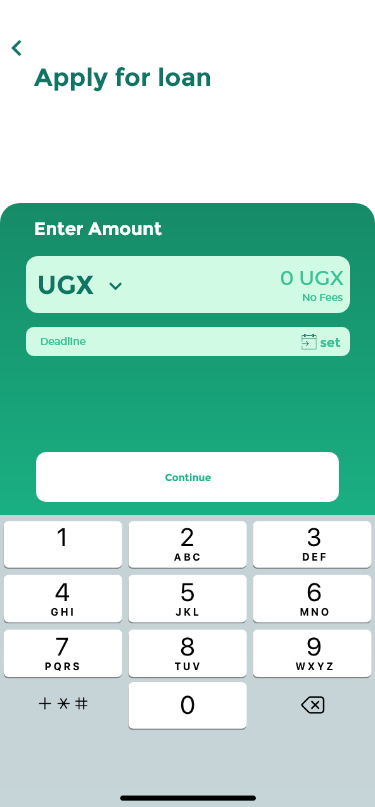 Apply for loan
Enter Amount
UGX
0 UGX
No Fees
Deadline
set
Continue
1
2
ABC
3
DEF
4
GHI
5
JKL
6
MNO
7
PQRS
8
TUV
9
WXYZ
+*#
0